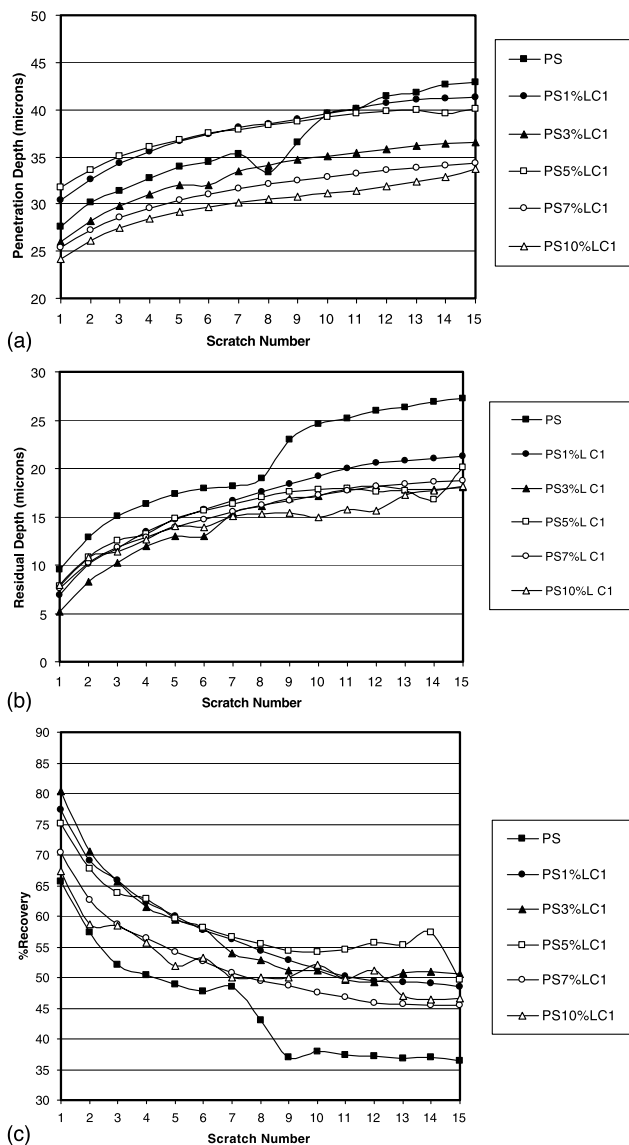 50
45
40
35
30
25
20
Penetration Depth (microns)
1 2 3 4 5 6 7 8 9 10 11 12 13 14 15
Scratch Number
(a)
PS
PS1%LC1
PS3%LC1
PS5%LC1
PS7%LC1
PS10%LC1
30
25
20
15
10
5
0
Residual Depth (microns)
1 2 3 4 5 6 7 8 9 10 11 12 13 14 15
Scratch Number
(b)
PS
PS1%L C1
PS3%L C1
PS5%L C1
PS7%L C1
PS10%L C1
90
85
80
75
70
65
60
55
50
45
40
35
30
%Recovery
1 2 3 4 5 6 7 8 9 10 11 12 13 14 15
Scratch Number
(c)
PS
PS1%LC1
PS3%LC1
PS5%LC1
PS7%LC1
PS10%LC1